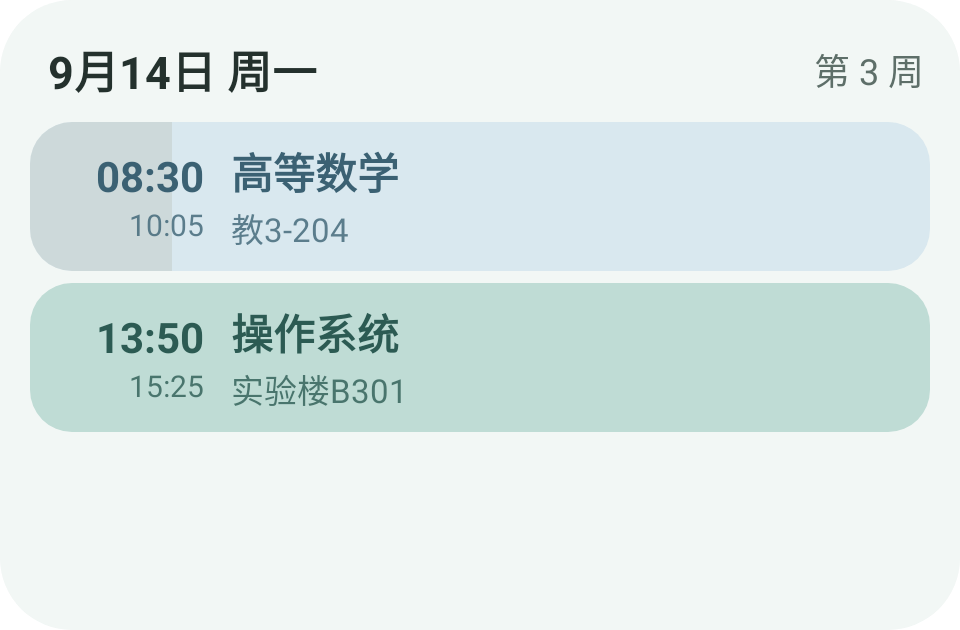 9月14日 周一
第 3 周
08:30
高等数学
10:05
教3-204
13:50
操作系统
15:25
实验楼B301